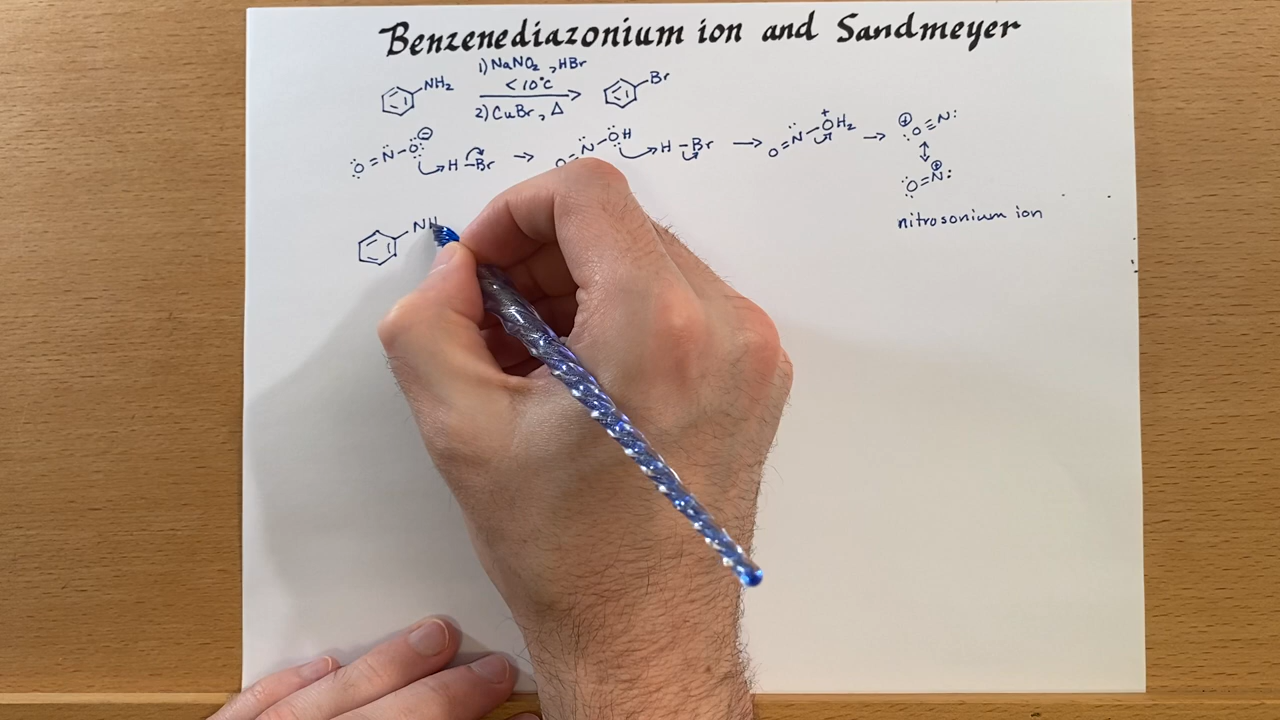 Benzenediazonium ion and Sandmeyer
1) NaNO₂, HBr
NH₂ <10°C Br
2) CuBr, Δ
O=N-O⊖ H-Br → O=N-OH H-Br → O=N-OH₂⁺ → ⊕O≡N:
↕
O=N⊕:
nitrosonium ion
NH